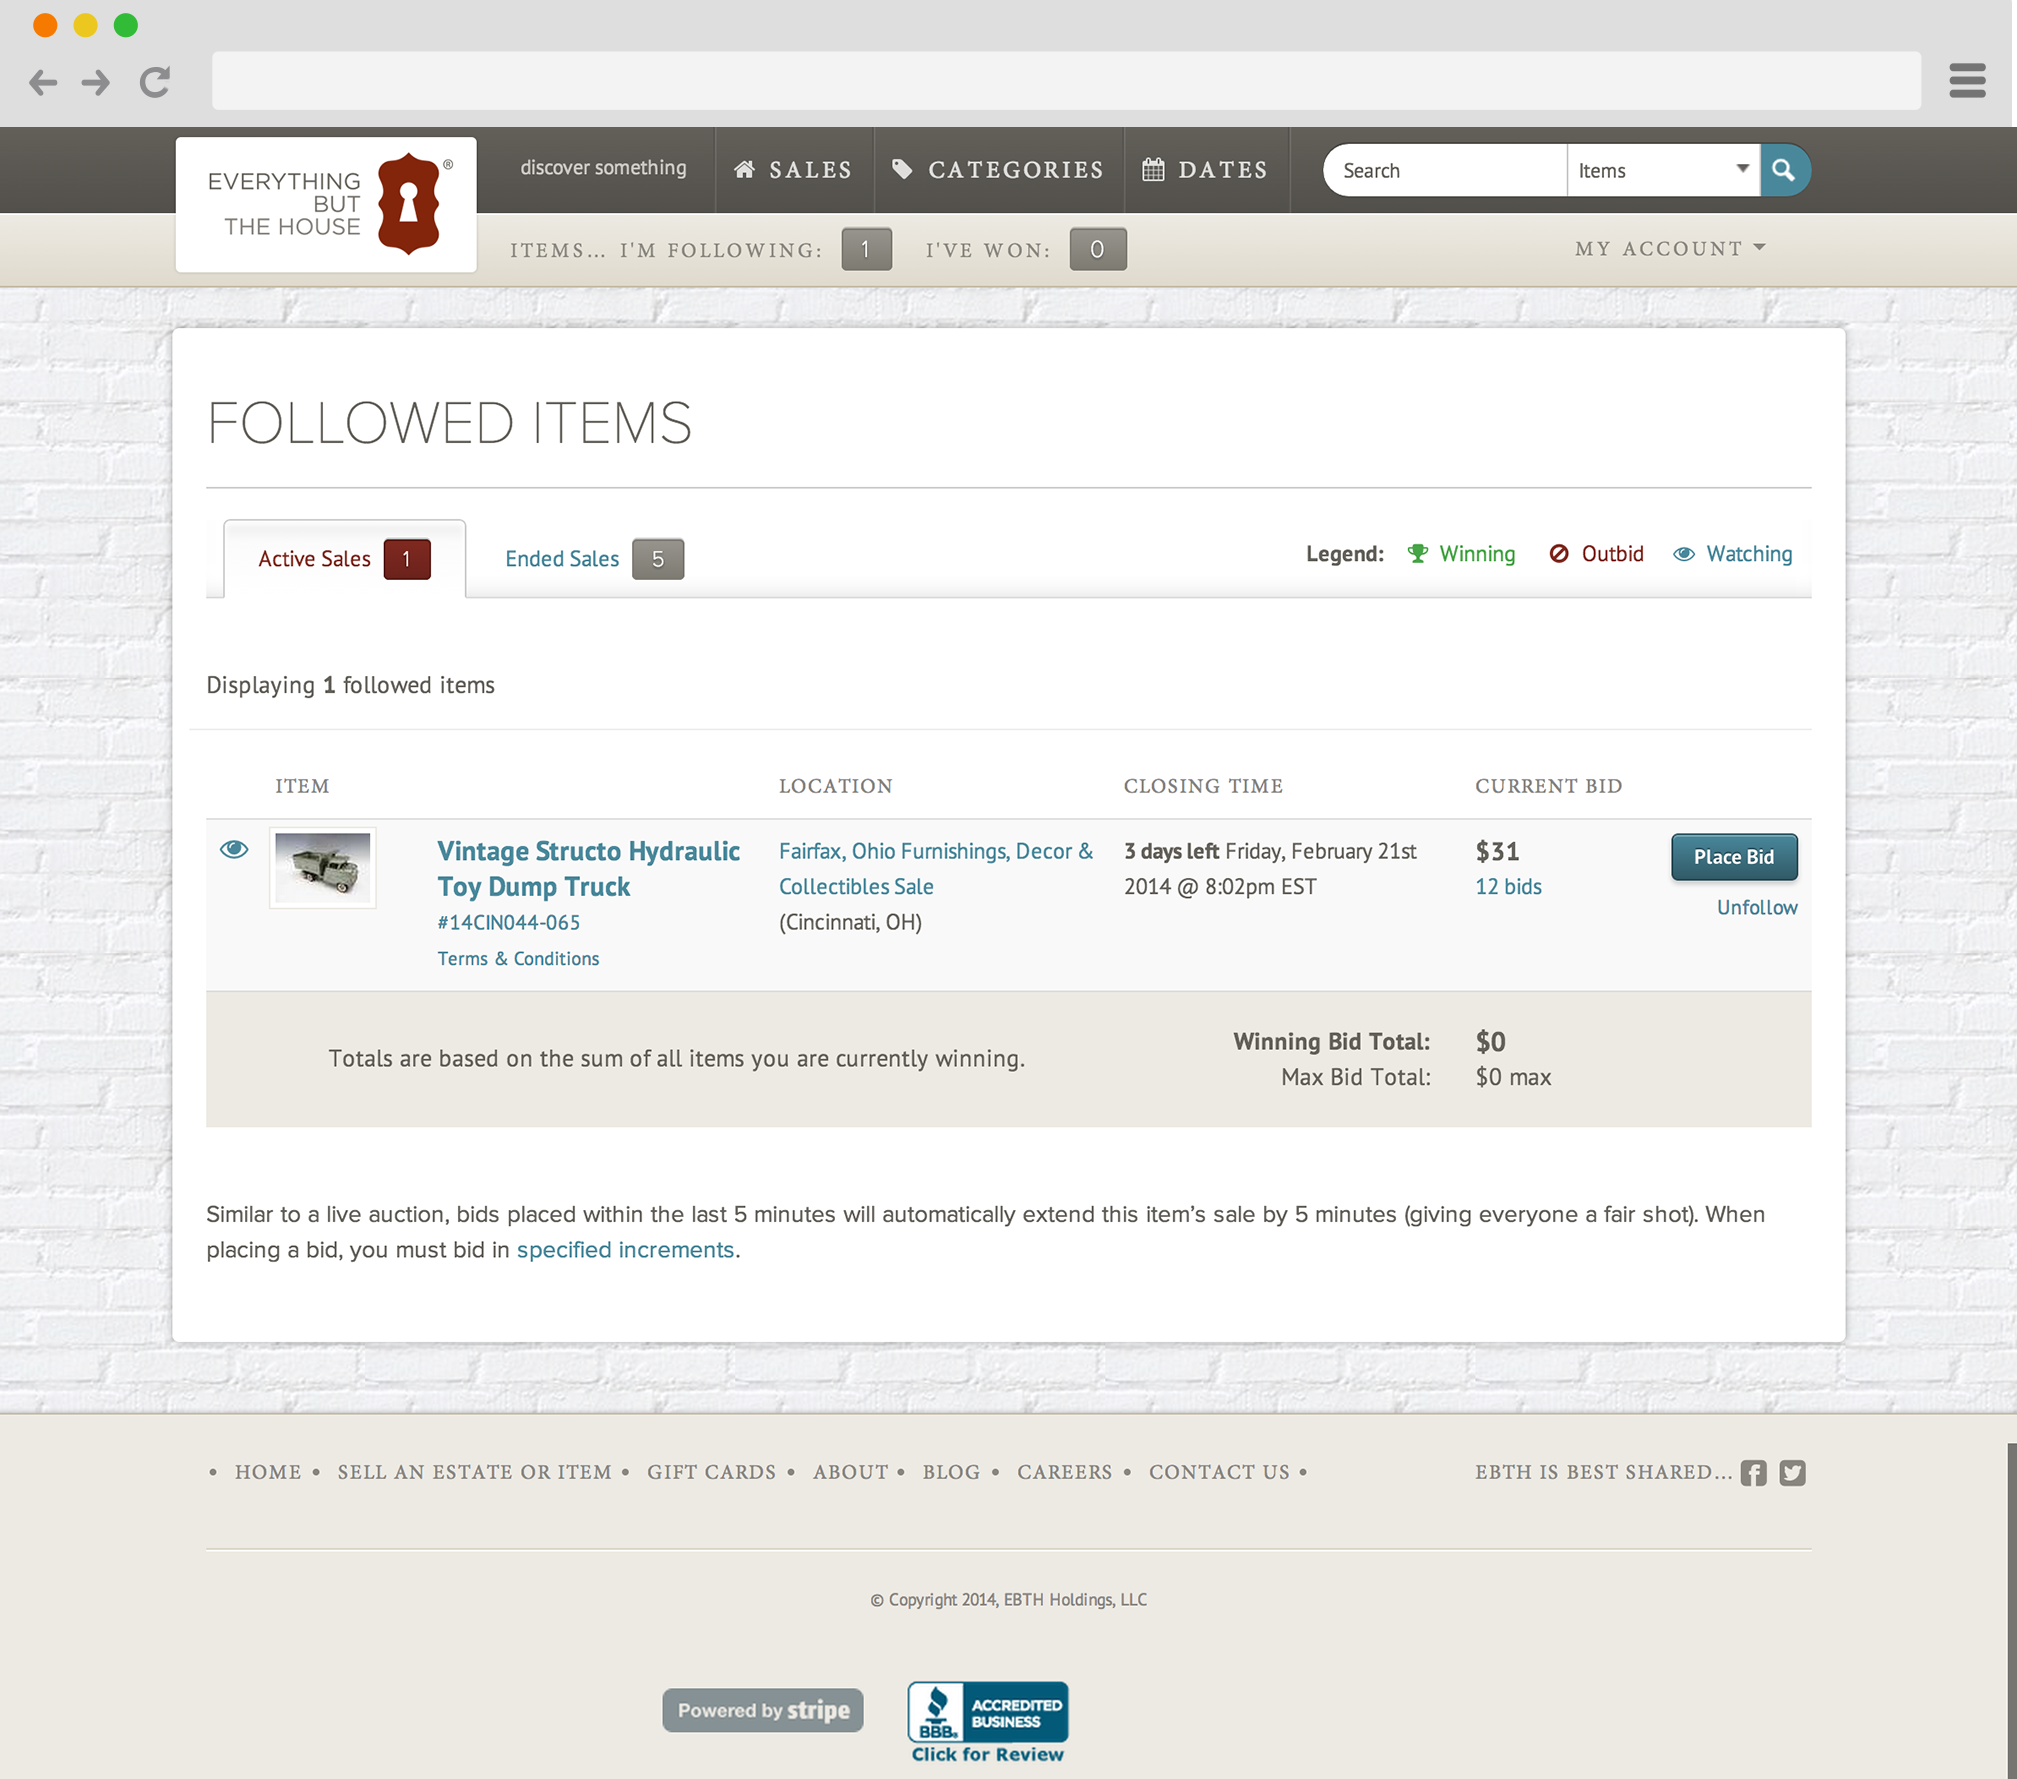 EVERYTHING
BUT
THE HOUSE
®
discover something
SALES
CATEGORIES
DATES
Search
Items
ITEMS... I'M FOLLOWING: 1
I'VE WON: 0
MY ACCOUNT
FOLLOWED ITEMS
Active Sales 1
Ended Sales 5
Legend: Winning Outbid Watching
Displaying 1 followed items
ITEM LOCATION CLOSING TIME CURRENT BID
Vintage Structo Hydraulic
Toy Dump Truck
#14CIN044-065
Terms & Conditions
Fairfax, Ohio Furnishings, Decor &
Collectibles Sale
(Cincinnati, OH)
3 days left Friday, February 21st
2014 @ 8:02pm EST
$31
12 bids
Place Bid
Unfollow
Totals are based on the sum of all items you are currently winning.
Winning Bid Total: $0
Max Bid Total: $0 max
Similar to a live auction, bids placed within the last 5 minutes will automatically extend this item’s sale by 5 minutes (giving everyone a fair shot). When
placing a bid, you must bid in specified increments.
• HOME • SELL AN ESTATE OR ITEM • GIFT CARDS • ABOUT • BLOG • CAREERS • CONTACT US •
EBTH IS BEST SHARED...
© Copyright 2014, EBTH Holdings, LLC
Powered by stripe
BBB.
ACCREDITED
BUSINESS
Click for Review